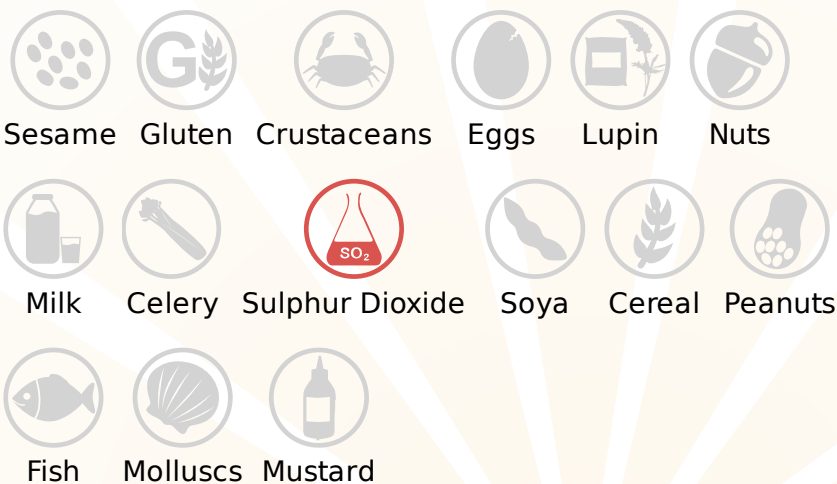 G
Sesame Gluten Crustaceans Eggs Lupin Nuts
SO₂
Milk Celery Sulphur Dioxide Soya Cereal Peanuts
Fish Molluscs Mustard